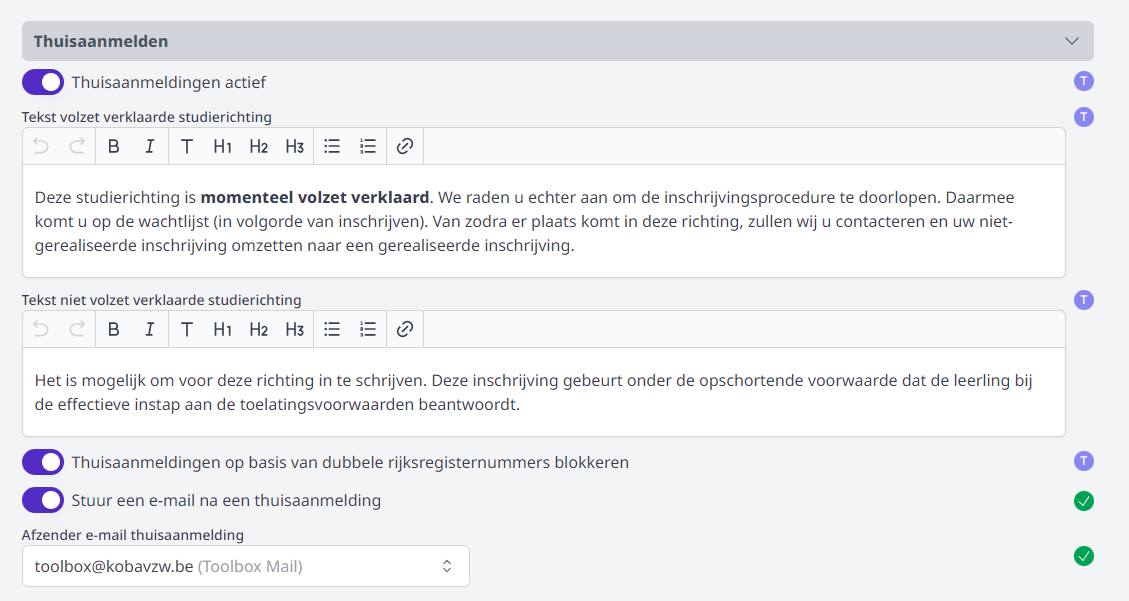 Thuisaanmelden
Thuisaanmeldingen actief
T
Tekst volzet verklaarde studierichting
T
B I T H1 H2 H3
Deze studierichting is momenteel volzet verklaard. We raden u echter aan om de inschrijvingsprocedure te doorlopen. Daarmee
komt u op de wachtlijst (in volgorde van inschrijven). Van zodra er plaats komt in deze richting, zullen wij u contacteren en uw niet-
gerealiseerde inschrijving omzetten naar een gerealiseerde inschrijving.
Tekst niet volzet verklaarde studierichting
T
B I T H1 H2 H3
Het is mogelijk om voor deze richting in te schrijven. Deze inschrijving gebeurt onder de opschortende voorwaarde dat de leerling bij
de effectieve instap aan de toelatingsvoorwaarden beantwoordt.
Thuisaanmeldingen op basis van dubbele rijksregisternummers blokkeren
T
Stuur een e-mail na een thuisaanmelding
Afzender e-mail thuisaanmelding
toolbox@kobavzw.be (Toolbox Mail)